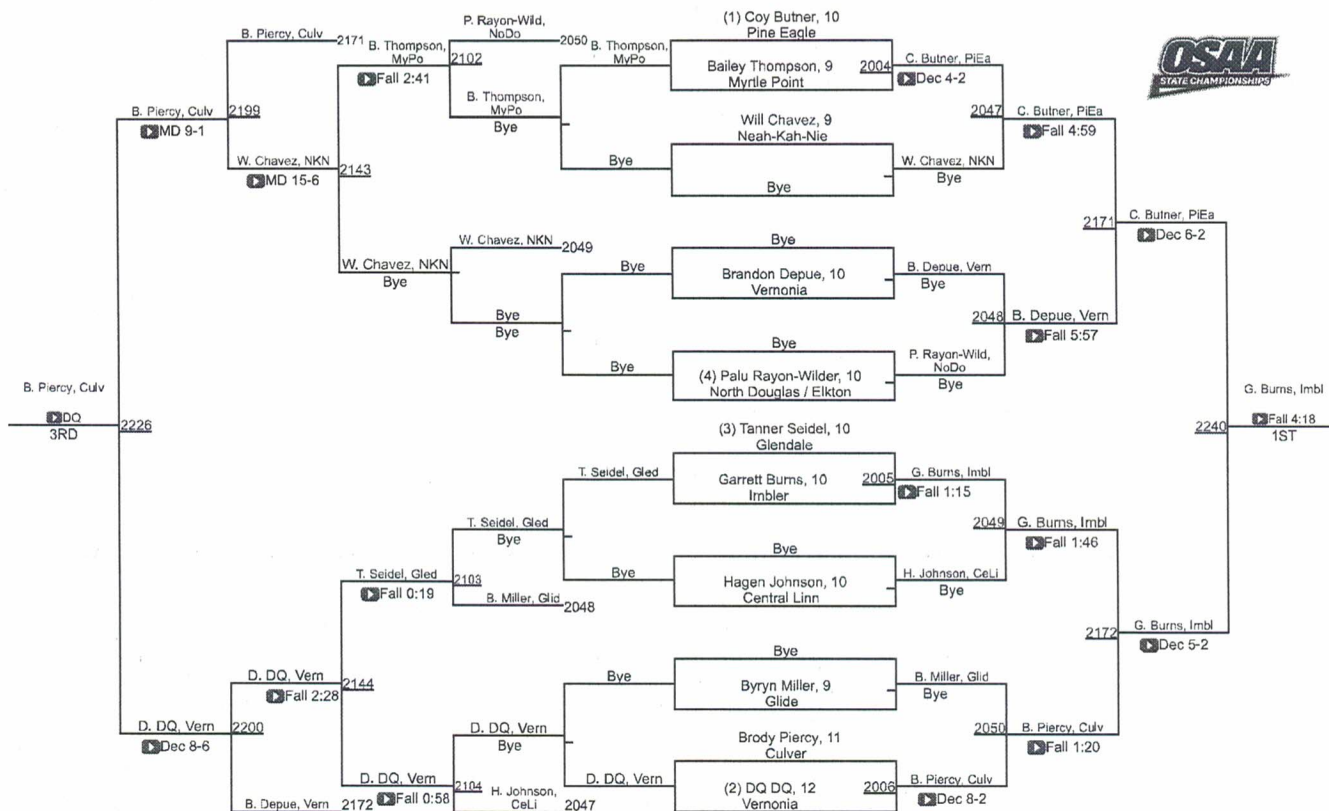 OSAA
STATE CHAMPIONSHIPS
(1) Coy Butner, 10
Pine Eagle
Bailey Thompson, 9
Myrtle Point
2004
Will Chavez, 9
Neah-Kah-Nie
Bye
Bye
Brandon Depue, 10
Vernonia
Bye
(4) Palu Rayon-Wilder, 10
North Douglas / Elkton
(3) Tanner Seidel, 10
Glendale
Garrett Burns, 10
Imbler
2005
Bye
Hagen Johnson, 10
Central Linn
Bye
Byryn Miller, 9
Glide
Brody Piercy, 11
Culver
(2) DQ DQ, 12
Vernonia
2006
C. Butner, PiEa
Dec 4-2
W. Chavez, NKN
Bye
B. Depue, Vern
Bye
P. Rayon-Wild,
NoDo
Bye
G. Burns, Imbl
Fall 1:15
H. Johnson, CeLi
Bye
B. Miller, Glid
Bye
B. Piercy, Culv
Dec 8-2
2047
C. Butner, PiEa
Fall 4:59
2048
B. Depue, Vern
Fall 5:57
2049
G. Burns, Imbl
Fall 1:46
2050
B. Piercy, Culv
Fall 1:20
2171
C. Butner, PiEa
Dec 6-2
2172
G. Burns, Imbl
Dec 5-2
2240
G. Burns, Imbl
Fall 4:18
1ST
B. Thompson,
MyPo
Bye
Bye
Bye
T. Seidel, Gled
Bye
Bye
D. DQ, Vern
P. Rayon-Wild,
NoDo
2050
B. Thompson,
MyPo
Bye
W. Chavez, NKN
2049
Bye
Bye
T. Seidel, Gled
Bye
B. Miller, Glid
2048
D. DQ, Vern
Bye
H. Johnson,
CeLi
2047
B. Thompson,
MyPo
2102
Fall 2:41
W. Chavez, NKN
Bye
T. Seidel, Gled
2103
Fall 0:19
D. DQ, Vern
2104
Fall 0:58
B. Piercy, Culv
2171
W. Chavez, NKN
2143
MD 15-6
D. DQ, Vern
2144
Fall 2:28
B. Depue, Vern
2172
B. Piercy, Culv
2199
MD 9-1
D. DQ, Vern
2200
Dec 8-6
B. Piercy, Culv
DQ
3RD
2226